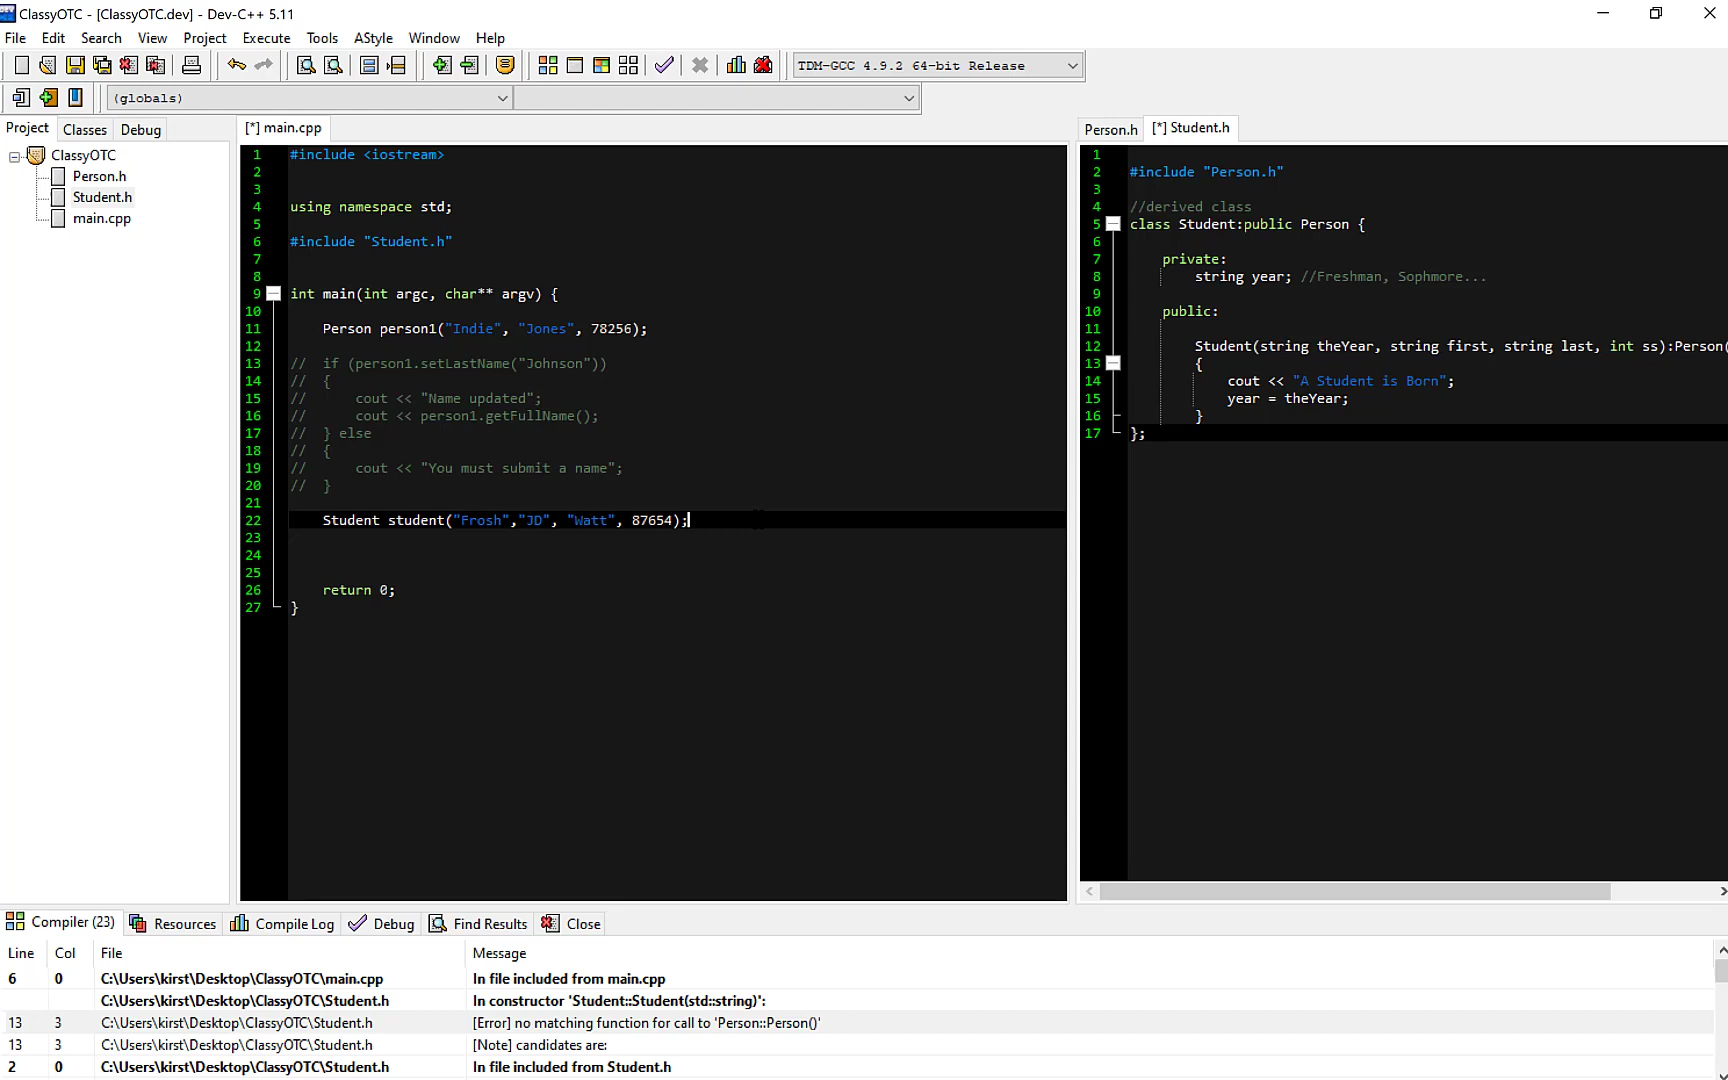 ClassyOTC - [ClassyOTC.dev] - Dev-C++ 5.11
File Edit Search View Project Execute Tools AStyle Window Help
TDM-GCC 4.9.2 64-bit Release
(globals)
Project Classes Debug
ClassyOTC
Person.h
Student.h
main.cpp
[*] main.cpp
1 #include <iostream>
2
3
4 using namespace std;
5
6 #include "Student.h"
7
8
9 int main(int argc, char** argv) {
10
11 Person person1("Indie", "Jones", 78256);
12
13 // if (person1.setLastName("Johnson"))
14 // {
15 // cout << "Name updated";
16 // cout << person1.getFullName();
17 // } else
18 // {
19 // cout << "You must submit a name";
20 // }
21
22 Student student("Frosh","JD", "Watt", 87654);
23
24
25
26 return 0;
27 }
Person.h [*] Student.h
1
2 #include "Person.h"
3
4 //derived class
5 class Student:public Person {
6
7 private:
8 string year; //Freshman, Sophmore...
9
10 public:
11
12 Student(string theYear, string first, string last, int ss):Person(
13 {
14 cout << "A Student is Born";
15 year = theYear;
16 }
17 };
Compiler (23) Resources Compile Log Debug Find Results Close
Line Col File Message
6 0 C:\Users\kirst\Desktop\ClassyOTC\main.cpp In file included from main.cpp
C:\Users\kirst\Desktop\ClassyOTC\Student.h In constructor 'Student::Student(std::string)':
13 3 C:\Users\kirst\Desktop\ClassyOTC\Student.h [Error] no matching function for call to 'Person::Person()'
13 3 C:\Users\kirst\Desktop\ClassyOTC\Student.h [Note] candidates are:
2 0 C:\Users\kirst\Desktop\ClassyOTC\Student.h In file included from Student.h